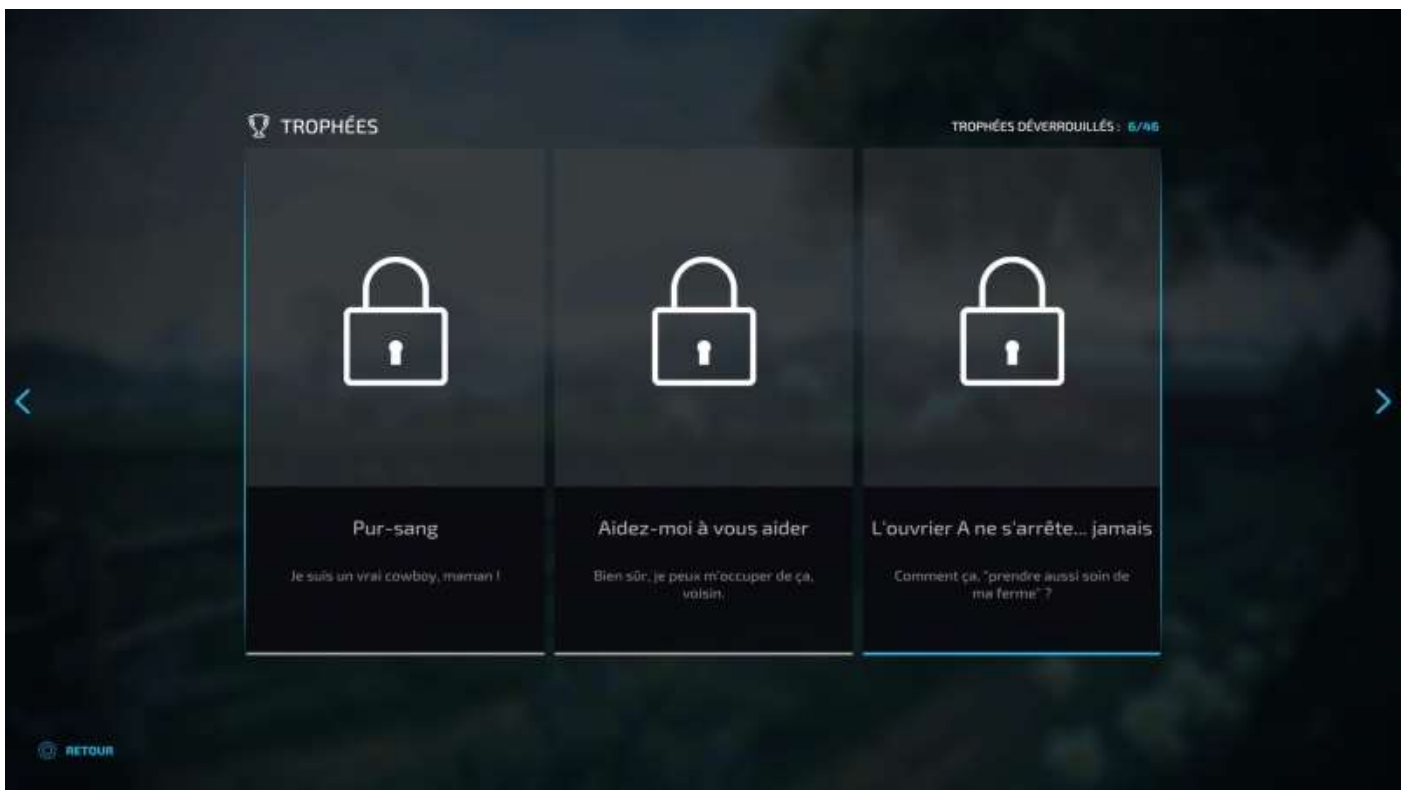 TROPHÉES
TROPHÉES DÉVERROUILLÉS : 6/46
Pur-sang
Je suis un vrai cowboy, maman !
Aidez-moi à vous aider
Bien sûr, je peux m'occuper de ça,
voisin.
L'ouvrier A ne s'arrête... jamais
Comment ça, "prendre aussi soin de
ma ferme" ?
RETOUR